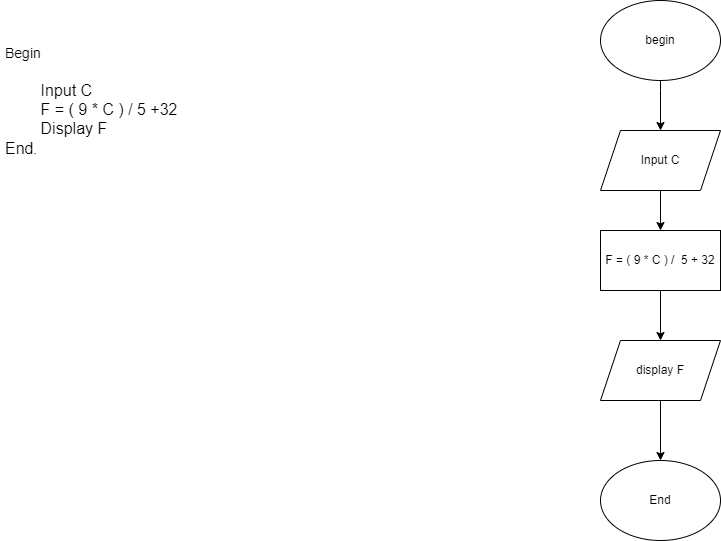 Begin
Input C
F = ( 9 * C ) / 5 +32
Display F
End.
begin
Input C
F = ( 9 * C ) /  5 + 32
display F
End